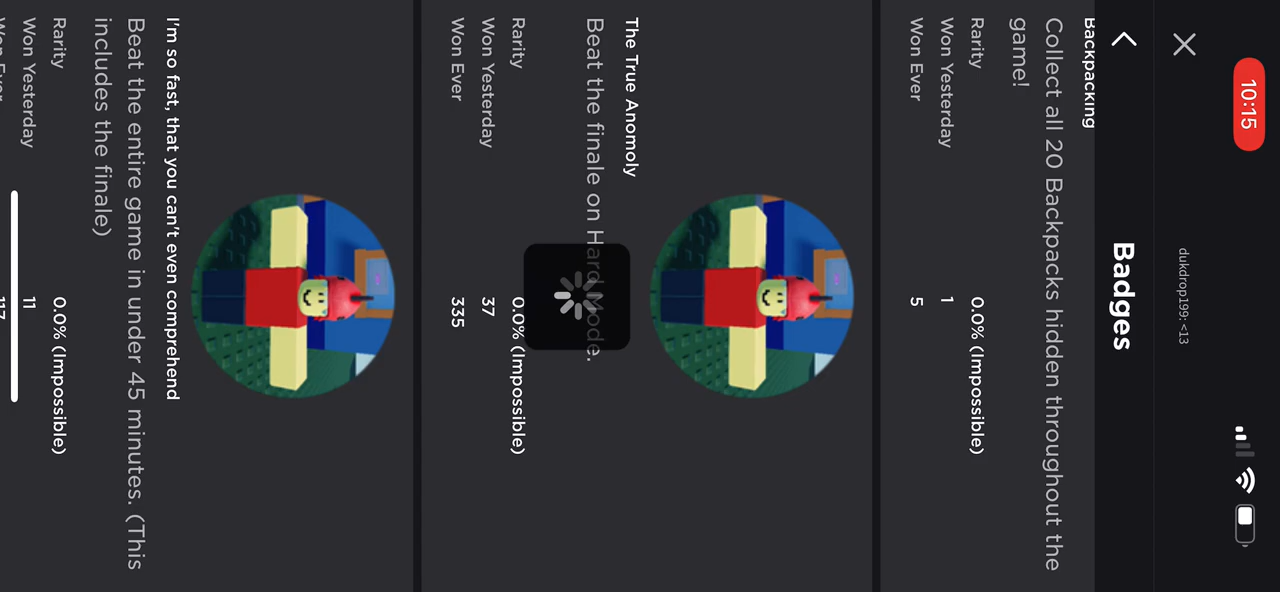 10:15
dukdrop199: <13
Badges
Backpacking
Collect all 20 Backpacks hidden throughout the
game!
Rarity 0.0% (Impossible)
Won Yesterday 1
Won Ever 5
The True Anomoly
Beat the finale on Hard Mode.
Rarity 0.0% (Impossible)
Won Yesterday 37
Won Ever 335
I'm so fast, that you can't even comprehend
Beat the entire game in under 45 minutes. (This
includes the finale)
Rarity 0.0% (Impossible)
Won Yesterday 11
Won Ever 117